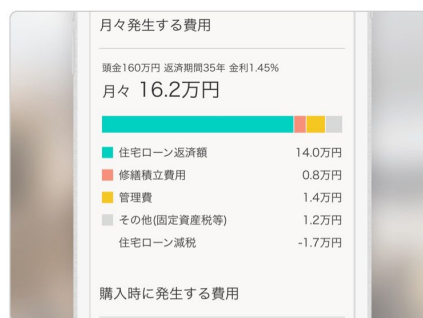 月々発生する費用
頭金160万円 返済期間35年 金利1.45%
月々 16.2万円
住宅ローン返済額 14.0万円
修繕積立費用 0.8万円
管理費 1.4万円
その他(固定資産税等) 1.2万円
住宅ローン減税 -1.7万円
購入時に発生する費用